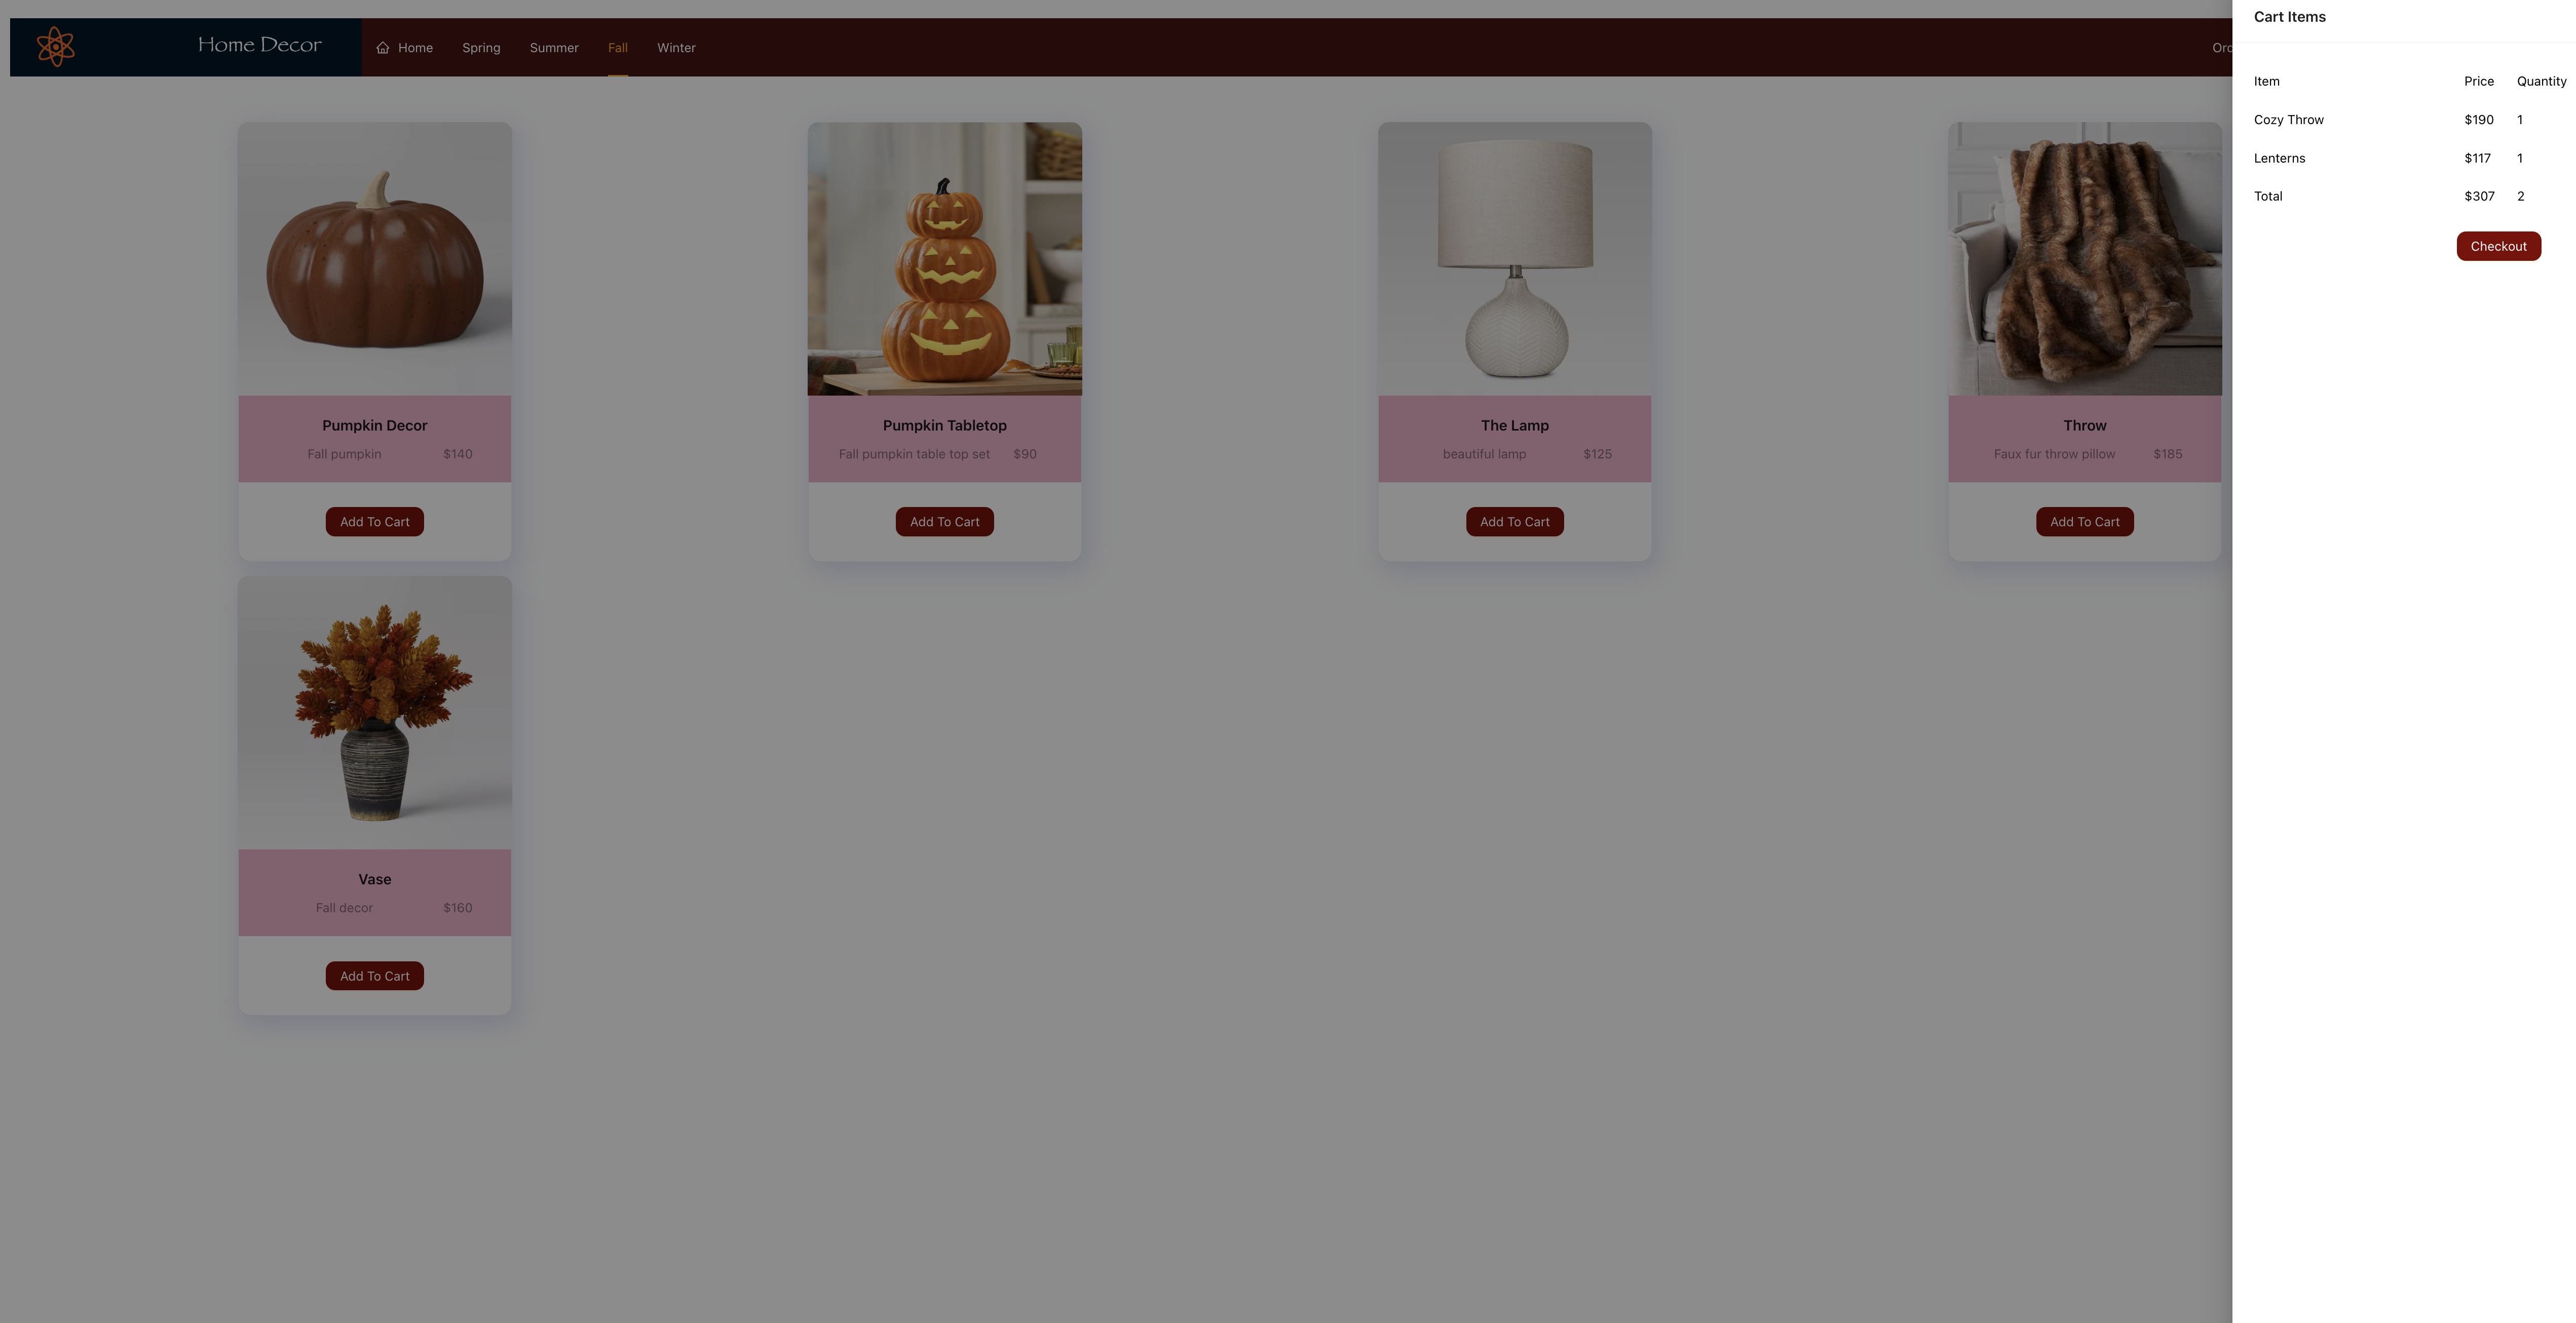 Home Decor
Home Spring Summer Fall Winter
Pumpkin Decor
Fall pumpkin $140
Add To Cart
Pumpkin Tabletop
Fall pumpkin table top set $90
Add To Cart
The Lamp
beautiful lamp $125
Add To Cart
Throw
Faux fur throw pillow $185
Add To Cart
Vase
Fall decor $160
Add To Cart
Cart Items
Item Price Quantity
Cozy Throw $190 1
Lenterns $117 1
Total $307 2
Checkout